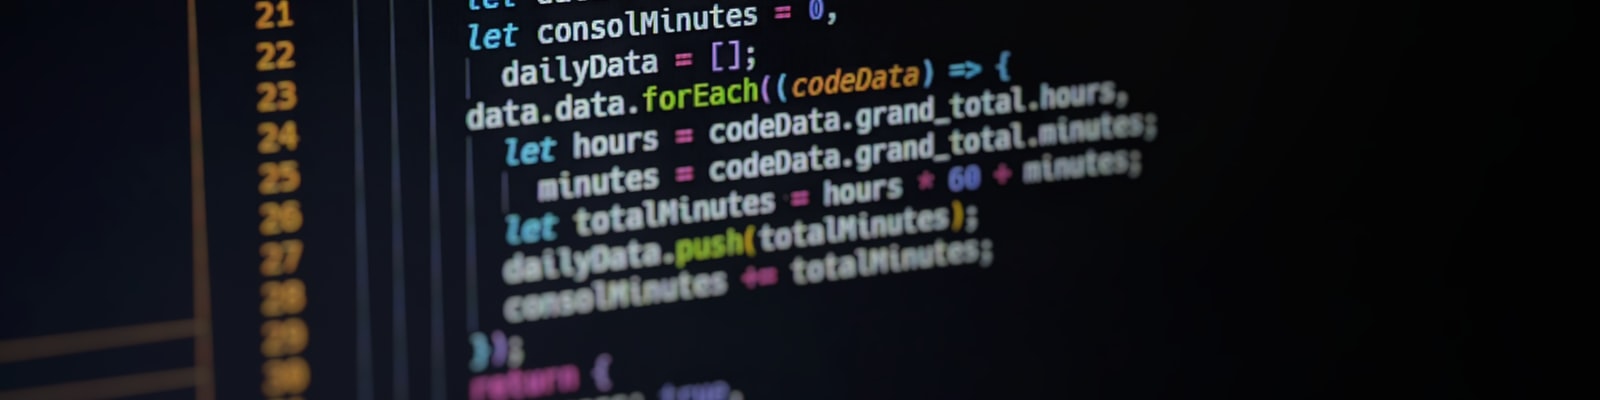 21 let
22 let consolMinutes = 0,
23 dailyData = [];
24 data.data.forEach((codeData) => {
25 let hours = codeData.grand_total.hours,
26 minutes = codeData.grand_total.minutes;
27 let totalMinutes = hours * 60 + minutes;
28 dailyData.push(totalMinutes);
29 consolMinutes += totalMinutes;
30 });
return {
true,